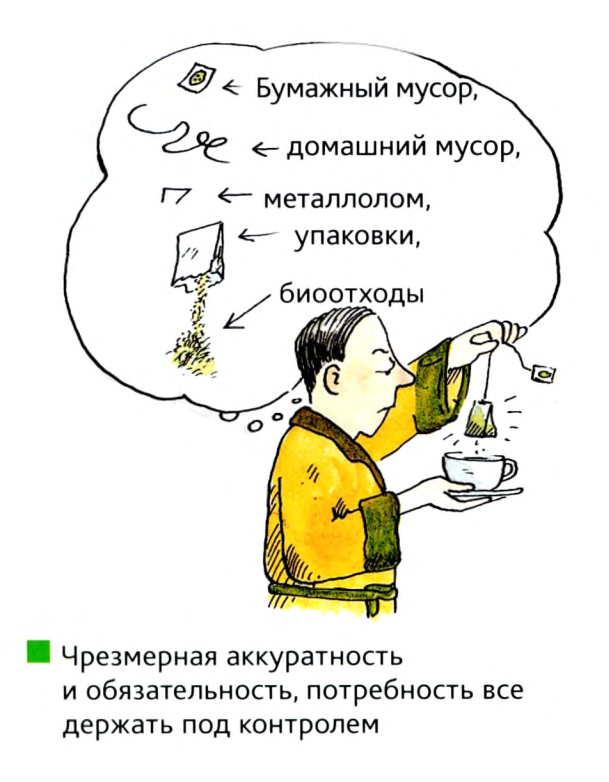 Бумажный мусор,
домашний мусор,
металлолом,
упаковки,
биоотходы
Чрезмерная аккуратность
и обязательность, потребность все
держать под контролем